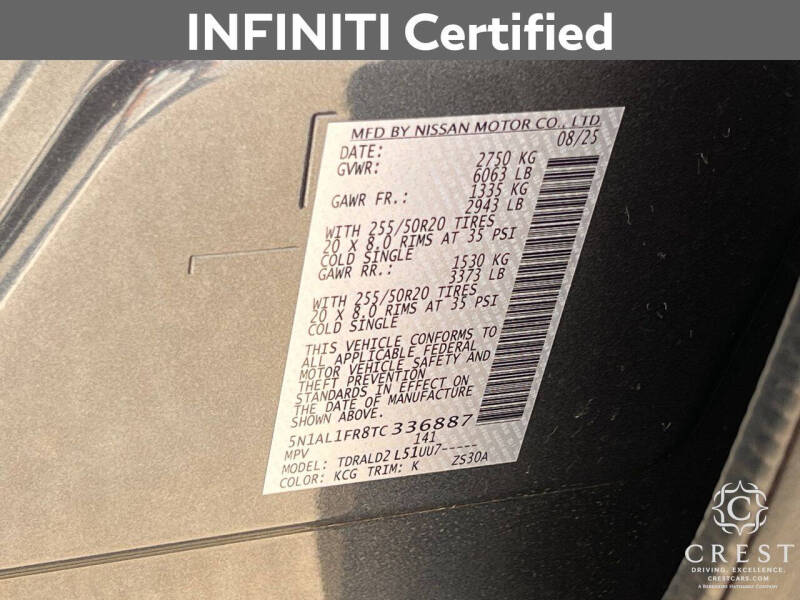 INFINITI Certified
MFD BY NISSAN MOTOR CO., LTD
DATE: 08/25
GVWR: 2750 KG
6063 LB
GAWR FR.: 1335 KG
2943 LB
WITH 255/50R20 TIRES
20 X 8.0 RIMS AT 35 PSI
COLD SINGLE
GAWR RR.: 1530 KG
3373 LB
WITH 255/50R20 TIRES
20 X 8.0 RIMS AT 35 PSI
COLD SINGLE
THIS VEHICLE CONFORMS TO
ALL APPLICABLE FEDERAL
MOTOR VEHICLE SAFETY AND
THEFT PREVENTION
STANDARDS IN EFFECT ON
THE DATE OF MANUFACTURE
SHOWN ABOVE.
5N1AL1FR8TC336887
MPV 141
MODEL: TDRALD2 L51UU7-----
COLOR: KCG TRIM: K ZS30A
C
CREST
DRIVING. EXCELLENCE.
CRESTCARS.COM
A BERKSHIRE HATHAWAY COMPANY